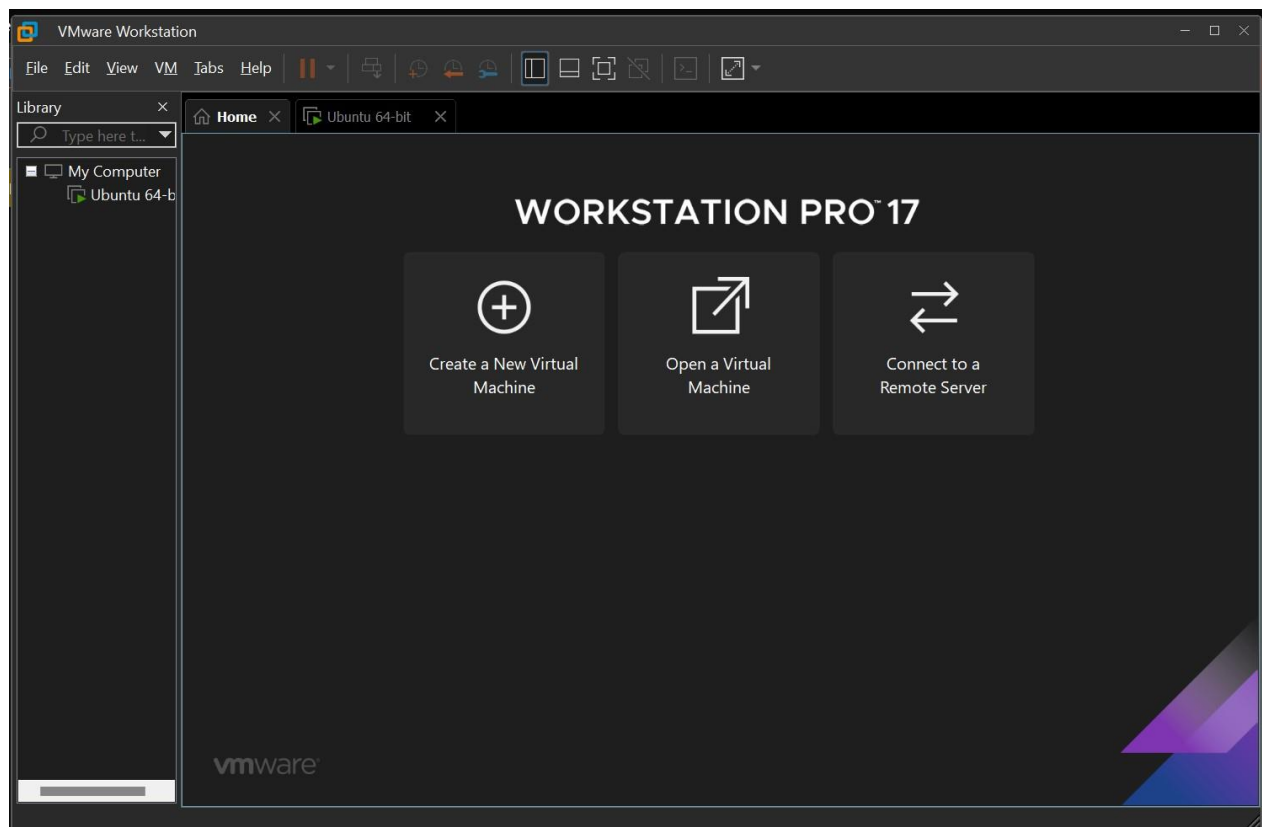 VMware Workstation
File Edit View VM Tabs Help
Library
Type here t...
My Computer
Ubuntu 64-b
Home
Ubuntu 64-bit
WORKSTATION PRO™ 17
Create a New Virtual
Machine
Open a Virtual
Machine
Connect to a
Remote Server
vmware